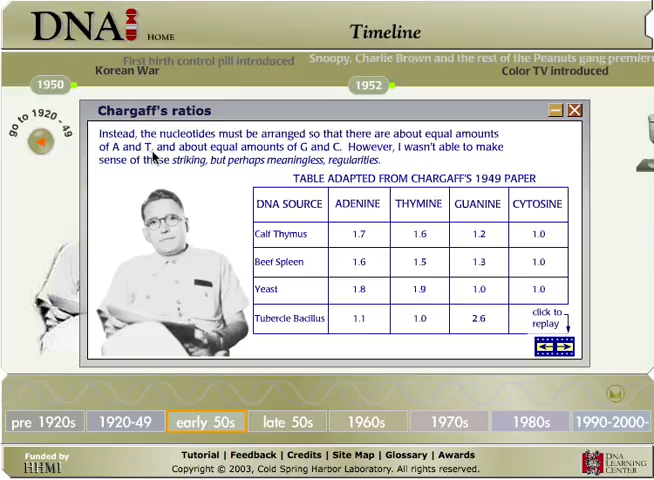 DNAi HOME
Timeline
First birth control pill introduced
Snoopy, Charlie Brown and the rest of the Peanuts gang premier
Korean War
Color TV introduced
1950
1952
go to 1920 - 49
Chargaff's ratios
Instead, the nucleotides must be arranged so that there are about equal amounts
of A and T and about equal amounts of G and C. However, I wasn't able to make
sense of these striking, but perhaps meaningless, regularities.
TABLE ADAPTED FROM CHARGAFF'S 1949 PAPER
DNA SOURCE ADENINE THYMINE GUANINE CYTOSINE
Calf Thymus 1.7 1.6 1.2 1.0
Beef Spleen 1.6 1.5 1.3 1.0
Yeast 1.8 1.9 1.0 1.0
Tubercle Bacillus 1.1 1.0 2.6
click to
replay
pre 1920s 1920-49 early 50s late 50s 1960s 1970s 1980s 1990-2000-
Funded by
HHMI
Tutorial | Feedback | Credits | Site Map | Glossary | Awards
Copyright © 2003, Cold Spring Harbor Laboratory. All rights reserved.
DNA
LEARNING
CENTER